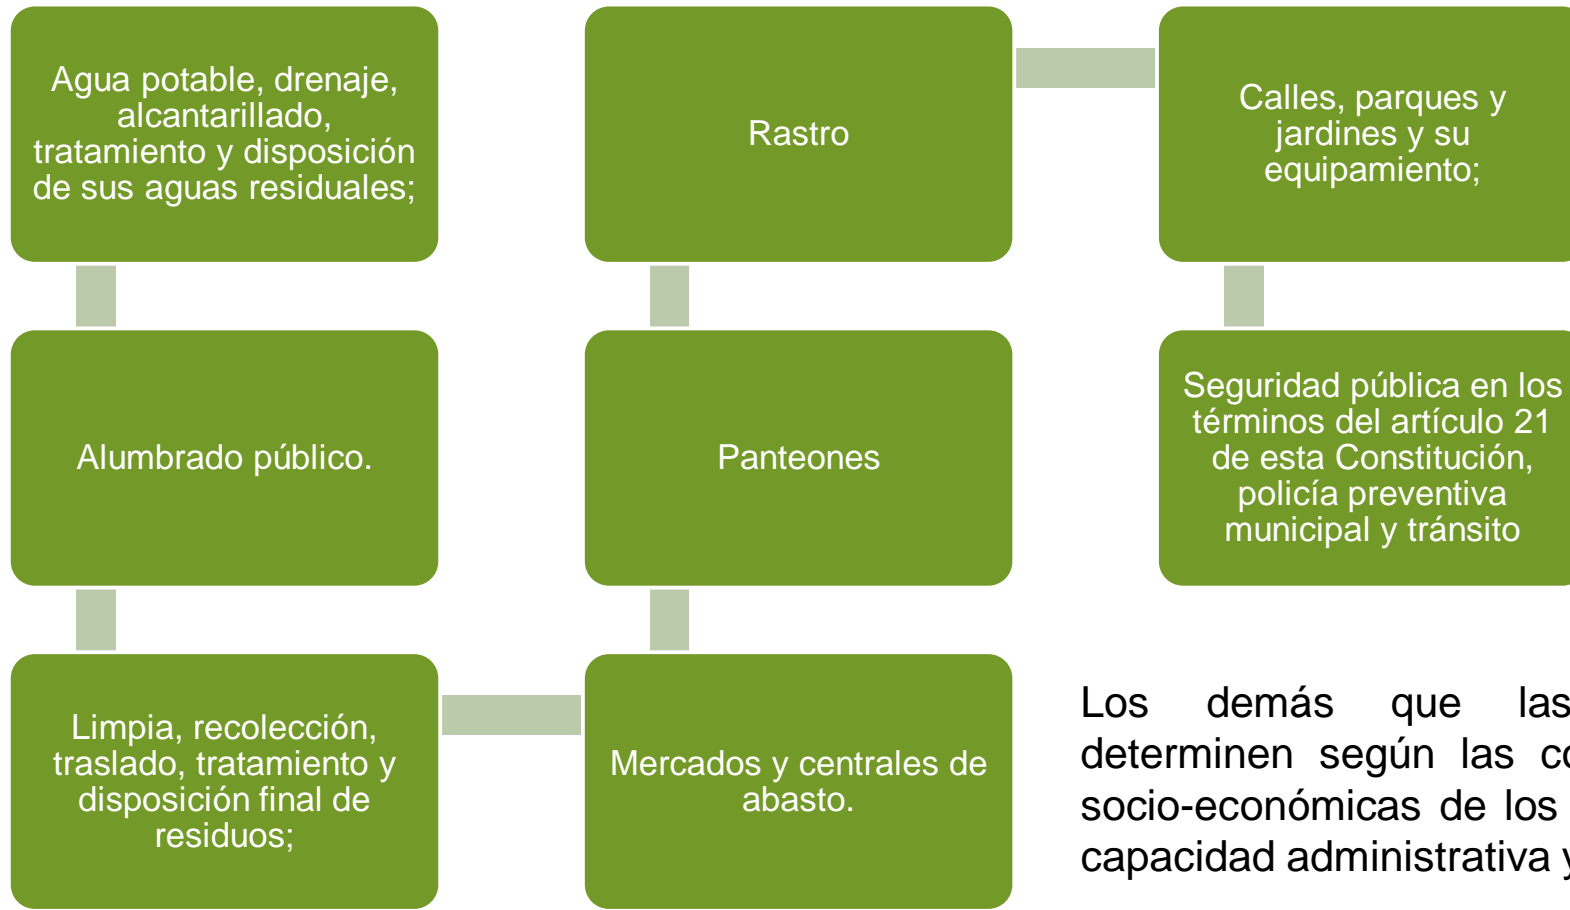 Agua potable, drenaje,
alcantarillado,
tratamiento y disposición
de sus aguas residuales;
Alumbrado público.
Limpia, recolección,
traslado, tratamiento y
disposición final de
residuos;
Mercados y centrales de
abasto.
Panteones
Rastro
Calles, parques y
jardines y su
equipamiento;
Seguridad pública en los
términos del artículo 21
de esta Constitución,
policía preventiva
municipal y tránsito
Los demás que las
determinen según las
socio-económicas de los
capacidad administrativa y